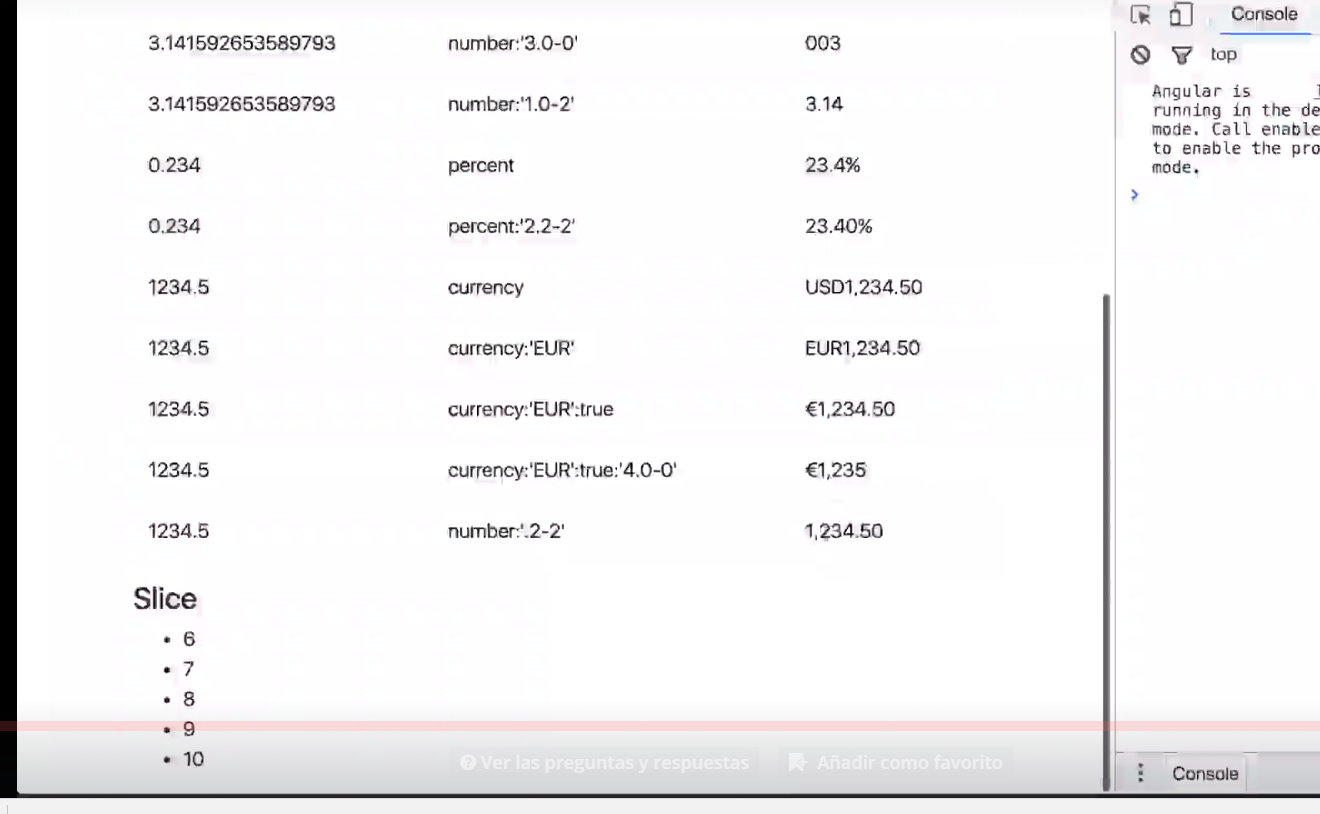 3.141592653589793 number:'3.0-0' 003
3.141592653589793 number:'1.0-2' 3.14
0.234 percent 23.4%
0.234 percent:'2.2-2' 23.40%
1234.5 currency USD1,234.50
1234.5 currency:'EUR' EUR1,234.50
1234.5 currency:'EUR':true €1,234.50
1234.5 currency:'EUR':true:'4.0-0' €1,235
1234.5 number:'.2-2' 1,234.50
Slice
• 6
• 7
• 8
• 9
• 10
Ver las preguntas y respuestas Añadir como favorito
Console
top
Angular is
running in the de
mode. Call enable
to enable the pro
mode.
>
Console